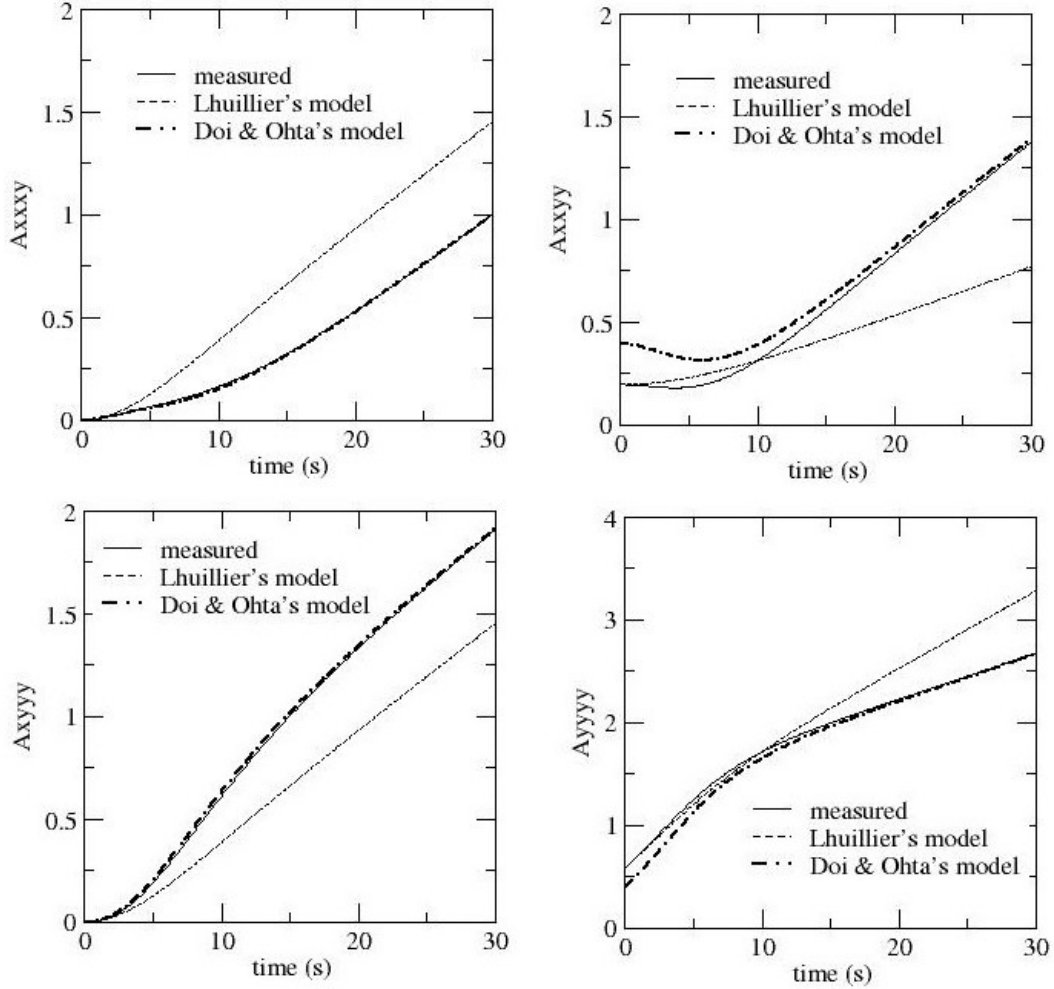 2
1.5
1
0.5
0
0
10
20
30
Axxxy
time (s)
measured
Lhuillier's model
Doi & Ohta's model
2
1.5
1
0.5
0
0
10
20
30
Axxyy
time (s)
measured
Lhuillier's model
Doi & Ohta's model
2
1.5
1
0.5
0
0
10
20
30
Axyyy
time (s)
measured
Lhuillier's model
Doi & Ohta's model
4
3
2
1
0
0
10
20
30
Ayyyy
time (s)
measured
Lhuillier's model
Doi & Ohta's model